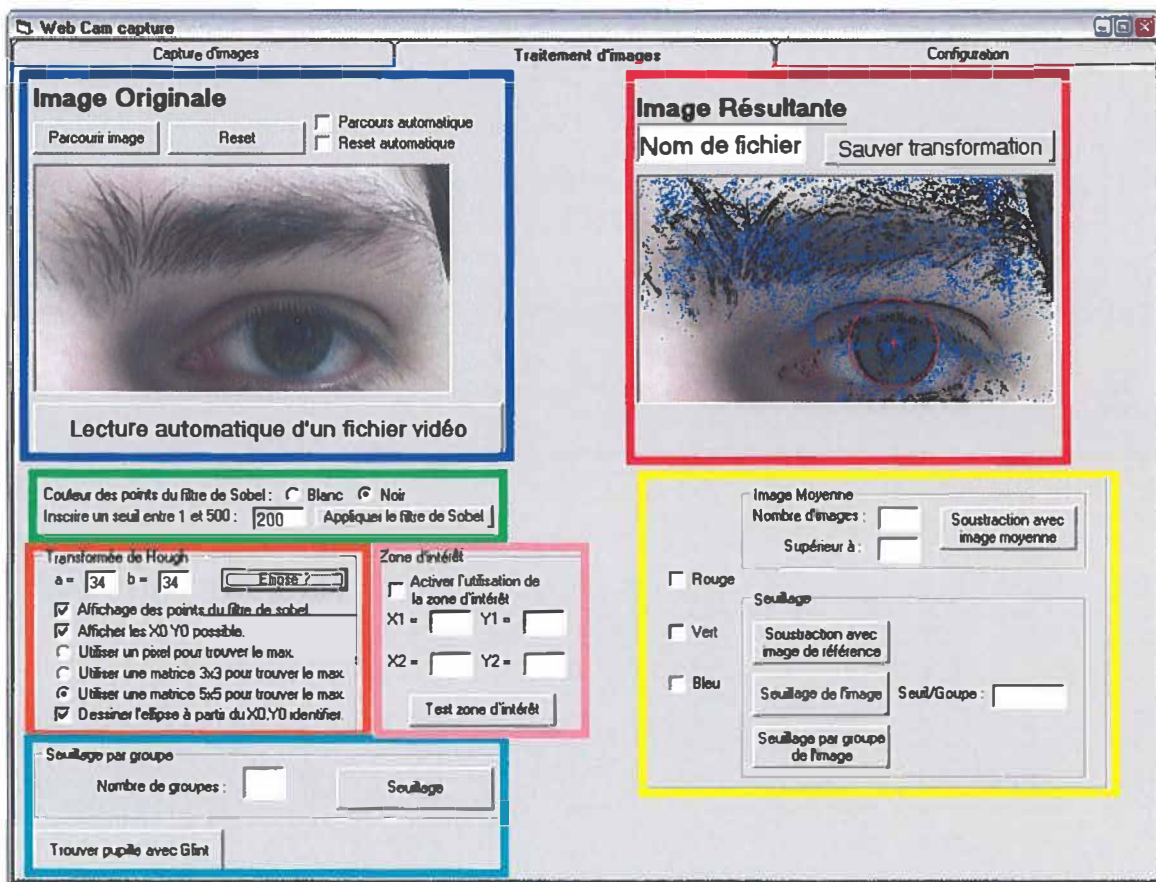 Web Cam capture
Capture d'images
Traitement d'images
Configuration
Image Originale
Parcourir image
Reset
Parcours automatique
Reset automatique
Lecture automatique d'un fichier vidéo
Image Résultante
Nom de fichier
Sauver transformation
Couleur des points du filtre de Sobel :
Blanc
Noir
Inscrire un seuil entre 1 et 500 :
200
Appliquer le filtre de Sobel
Transformée de Hough
a = 34 b = 34
Affichage des points du filtre de sobel
Afficher les X0,Y0 possible.
Utiliser un pixel pour trouver le max.
Utiliser une matrice 3x3 pour trouver le max
Utiliser une matrice 5x5 pour trouver le max
Dessiner l'ellipse à partir du X0,Y0 identifier.
Zone d'intérêt
Activer l'utilisation de
la zone d'intérêt
X1 = Y1 =
X2 = Y2 =
Test zone d'intérêt
Seuillage par groupe
Nombre de groupes :
Seuillage
Trouver pupille avec Glint
Rouge
Vert
Bleu
Image Moyenne
Nombre d'images :
Supérieur à :
Soustraction avec
image moyenne
Seuillage
Soustraction avec
image de référence
Seuillage de l'image
Seuil/Goupe :
Seuillage par groupe
de l'image